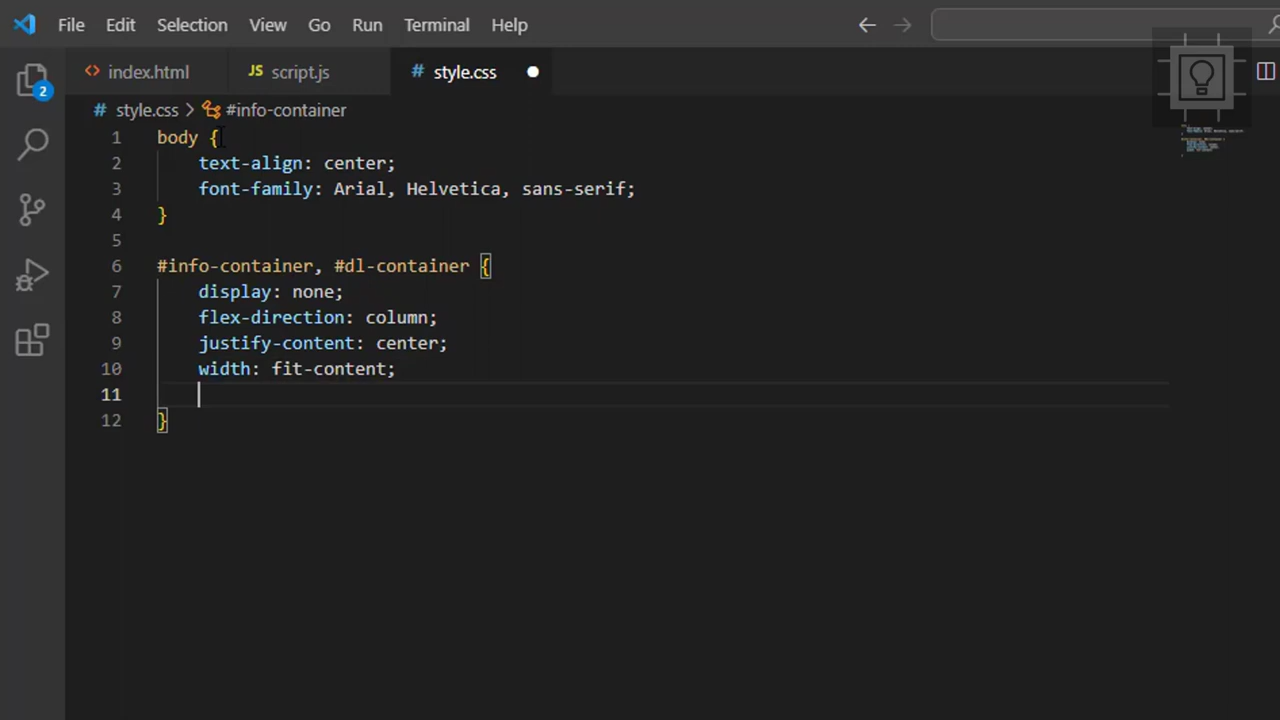 File Edit Selection View Go Run Terminal Help
index.html JS script.js # style.css
2
# style.css > #info-container
1 body {
2 text-align: center;
3 font-family: Arial, Helvetica, sans-serif;
4 }
5
6 #info-container, #dl-container {
7 display: none;
8 flex-direction: column;
9 justify-content: center;
10 width: fit-content;
11
12 }